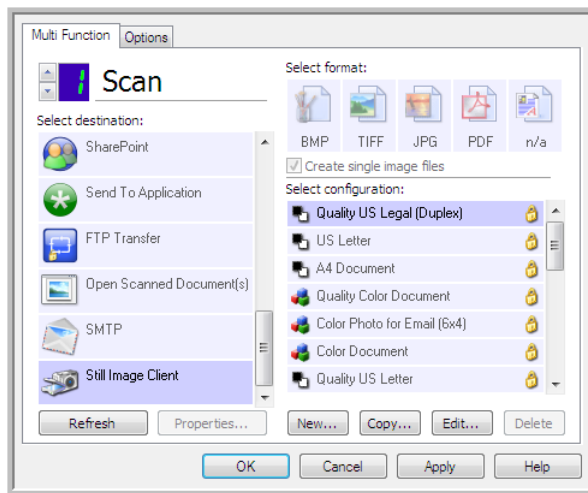 Multi Function
Options
1
Scan
Select destination:
SharePoint
Send To Application
FTP Transfer
Open Scanned Document(s)
SMTP
Still Image Client
Refresh
Properties...
Select format:
BMP
TIFF
JPG
PDF
n/a
Create single image files
Select configuration:
Quality US Legal (Duplex)
US Letter
A4 Document
Quality Color Document
Color Photo for Email (6x4)
Color Document
Quality US Letter
New...
Copy...
Edit...
Delete
OK
Cancel
Apply
Help